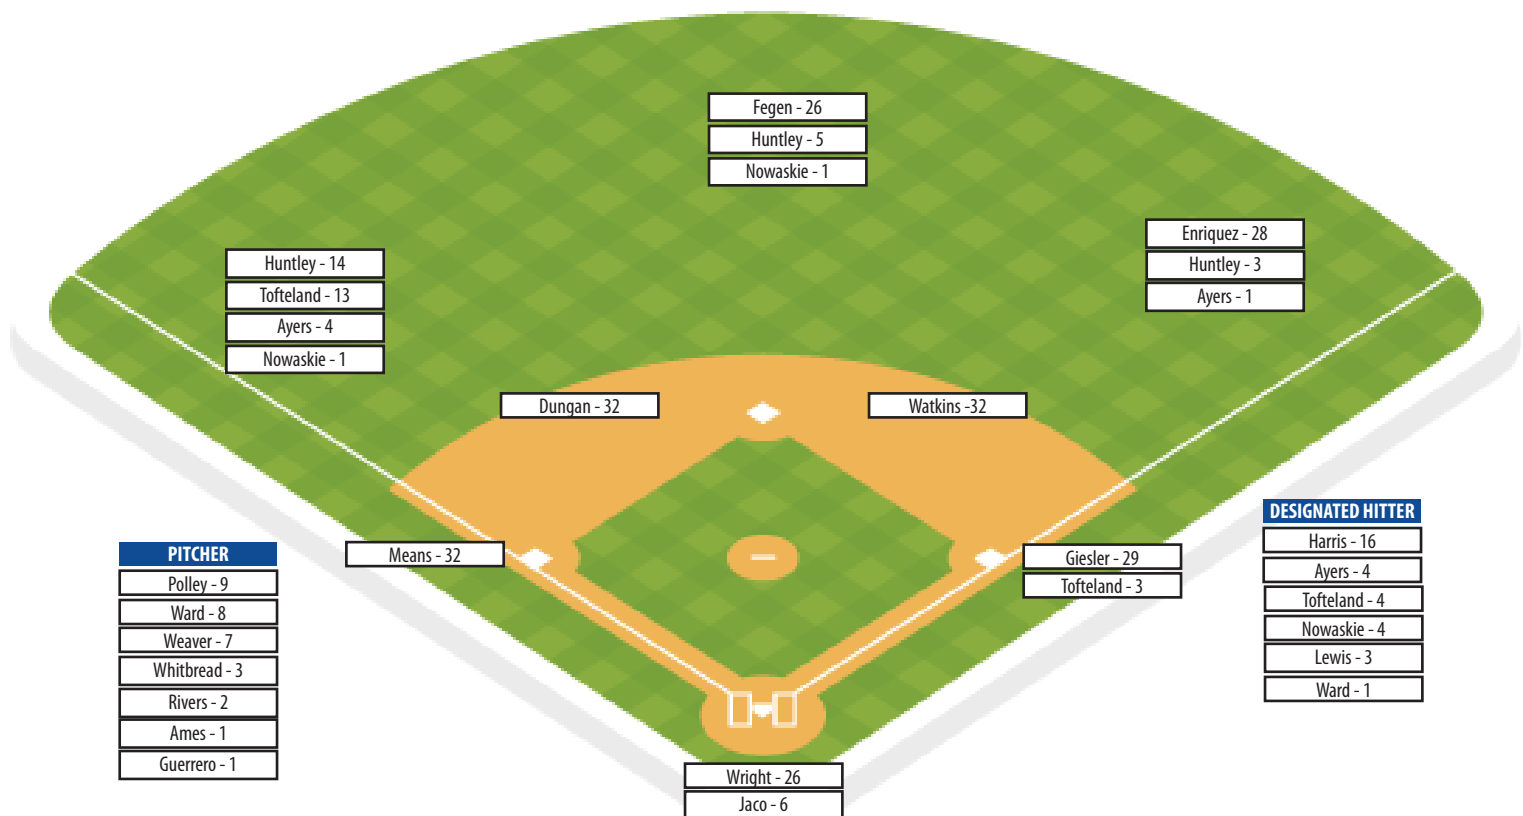 Fegen - 26
Huntley - 5
Nowaskie - 1
Enriquez - 28
Huntley - 3
Ayers - 1
Huntley - 14
Tofteland - 13
Ayers - 4
Nowaskie - 1
Dungan - 32
Watkins -32
Means - 32
Giesler - 29
Tofteland - 3
PITCHER
Polley - 9
Ward - 8
Weaver - 7
Whitbread - 3
Rivers - 2
Ames - 1
Guerrero - 1
DESIGNATED HITTER
Harris - 16
Ayers - 4
Tofteland - 4
Nowaskie - 4
Lewis - 3
Ward - 1
Wright - 26
Jaco - 6